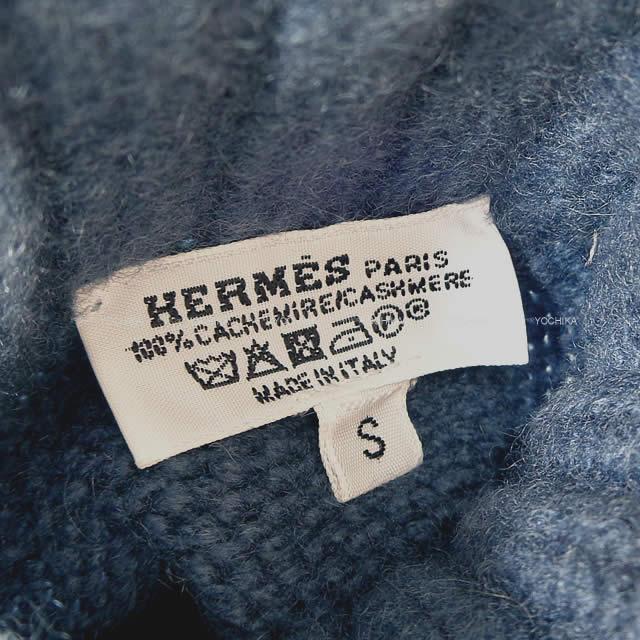 HERMÈS PARIS
100% CACHEMIRE/CASHMERE
P ®
MADE IN ITALY
S
YOCHIKA